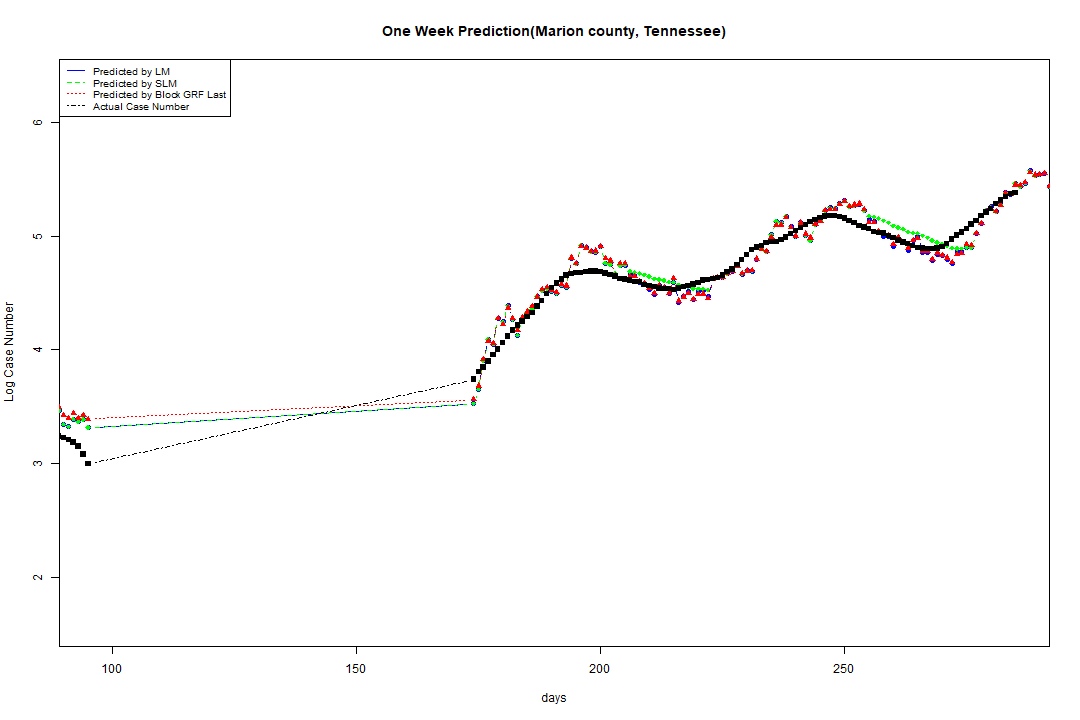 One Week Prediction(Marion county, Tennessee)
Predicted by LM
Predicted by SLM
Predicted by Block GRF Last
Actual Case Number
6
5
4
3
2
Log Case Number
100 150 200 250
days